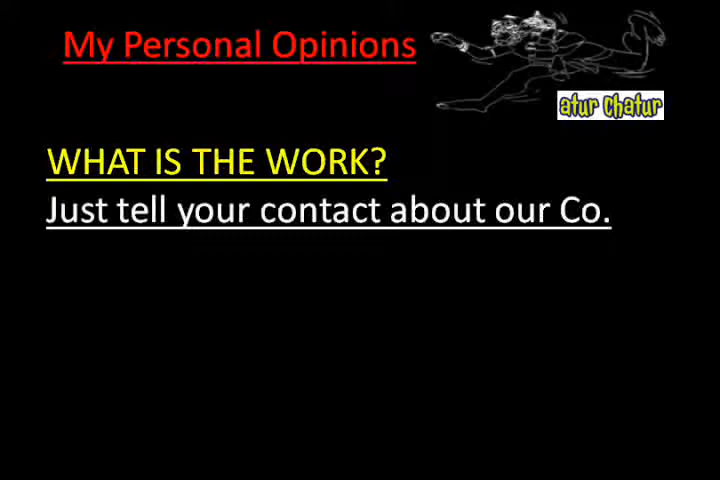 My Personal Opinions
atur chatur
WHAT IS THE WORK?
Just tell your contact about our Co.